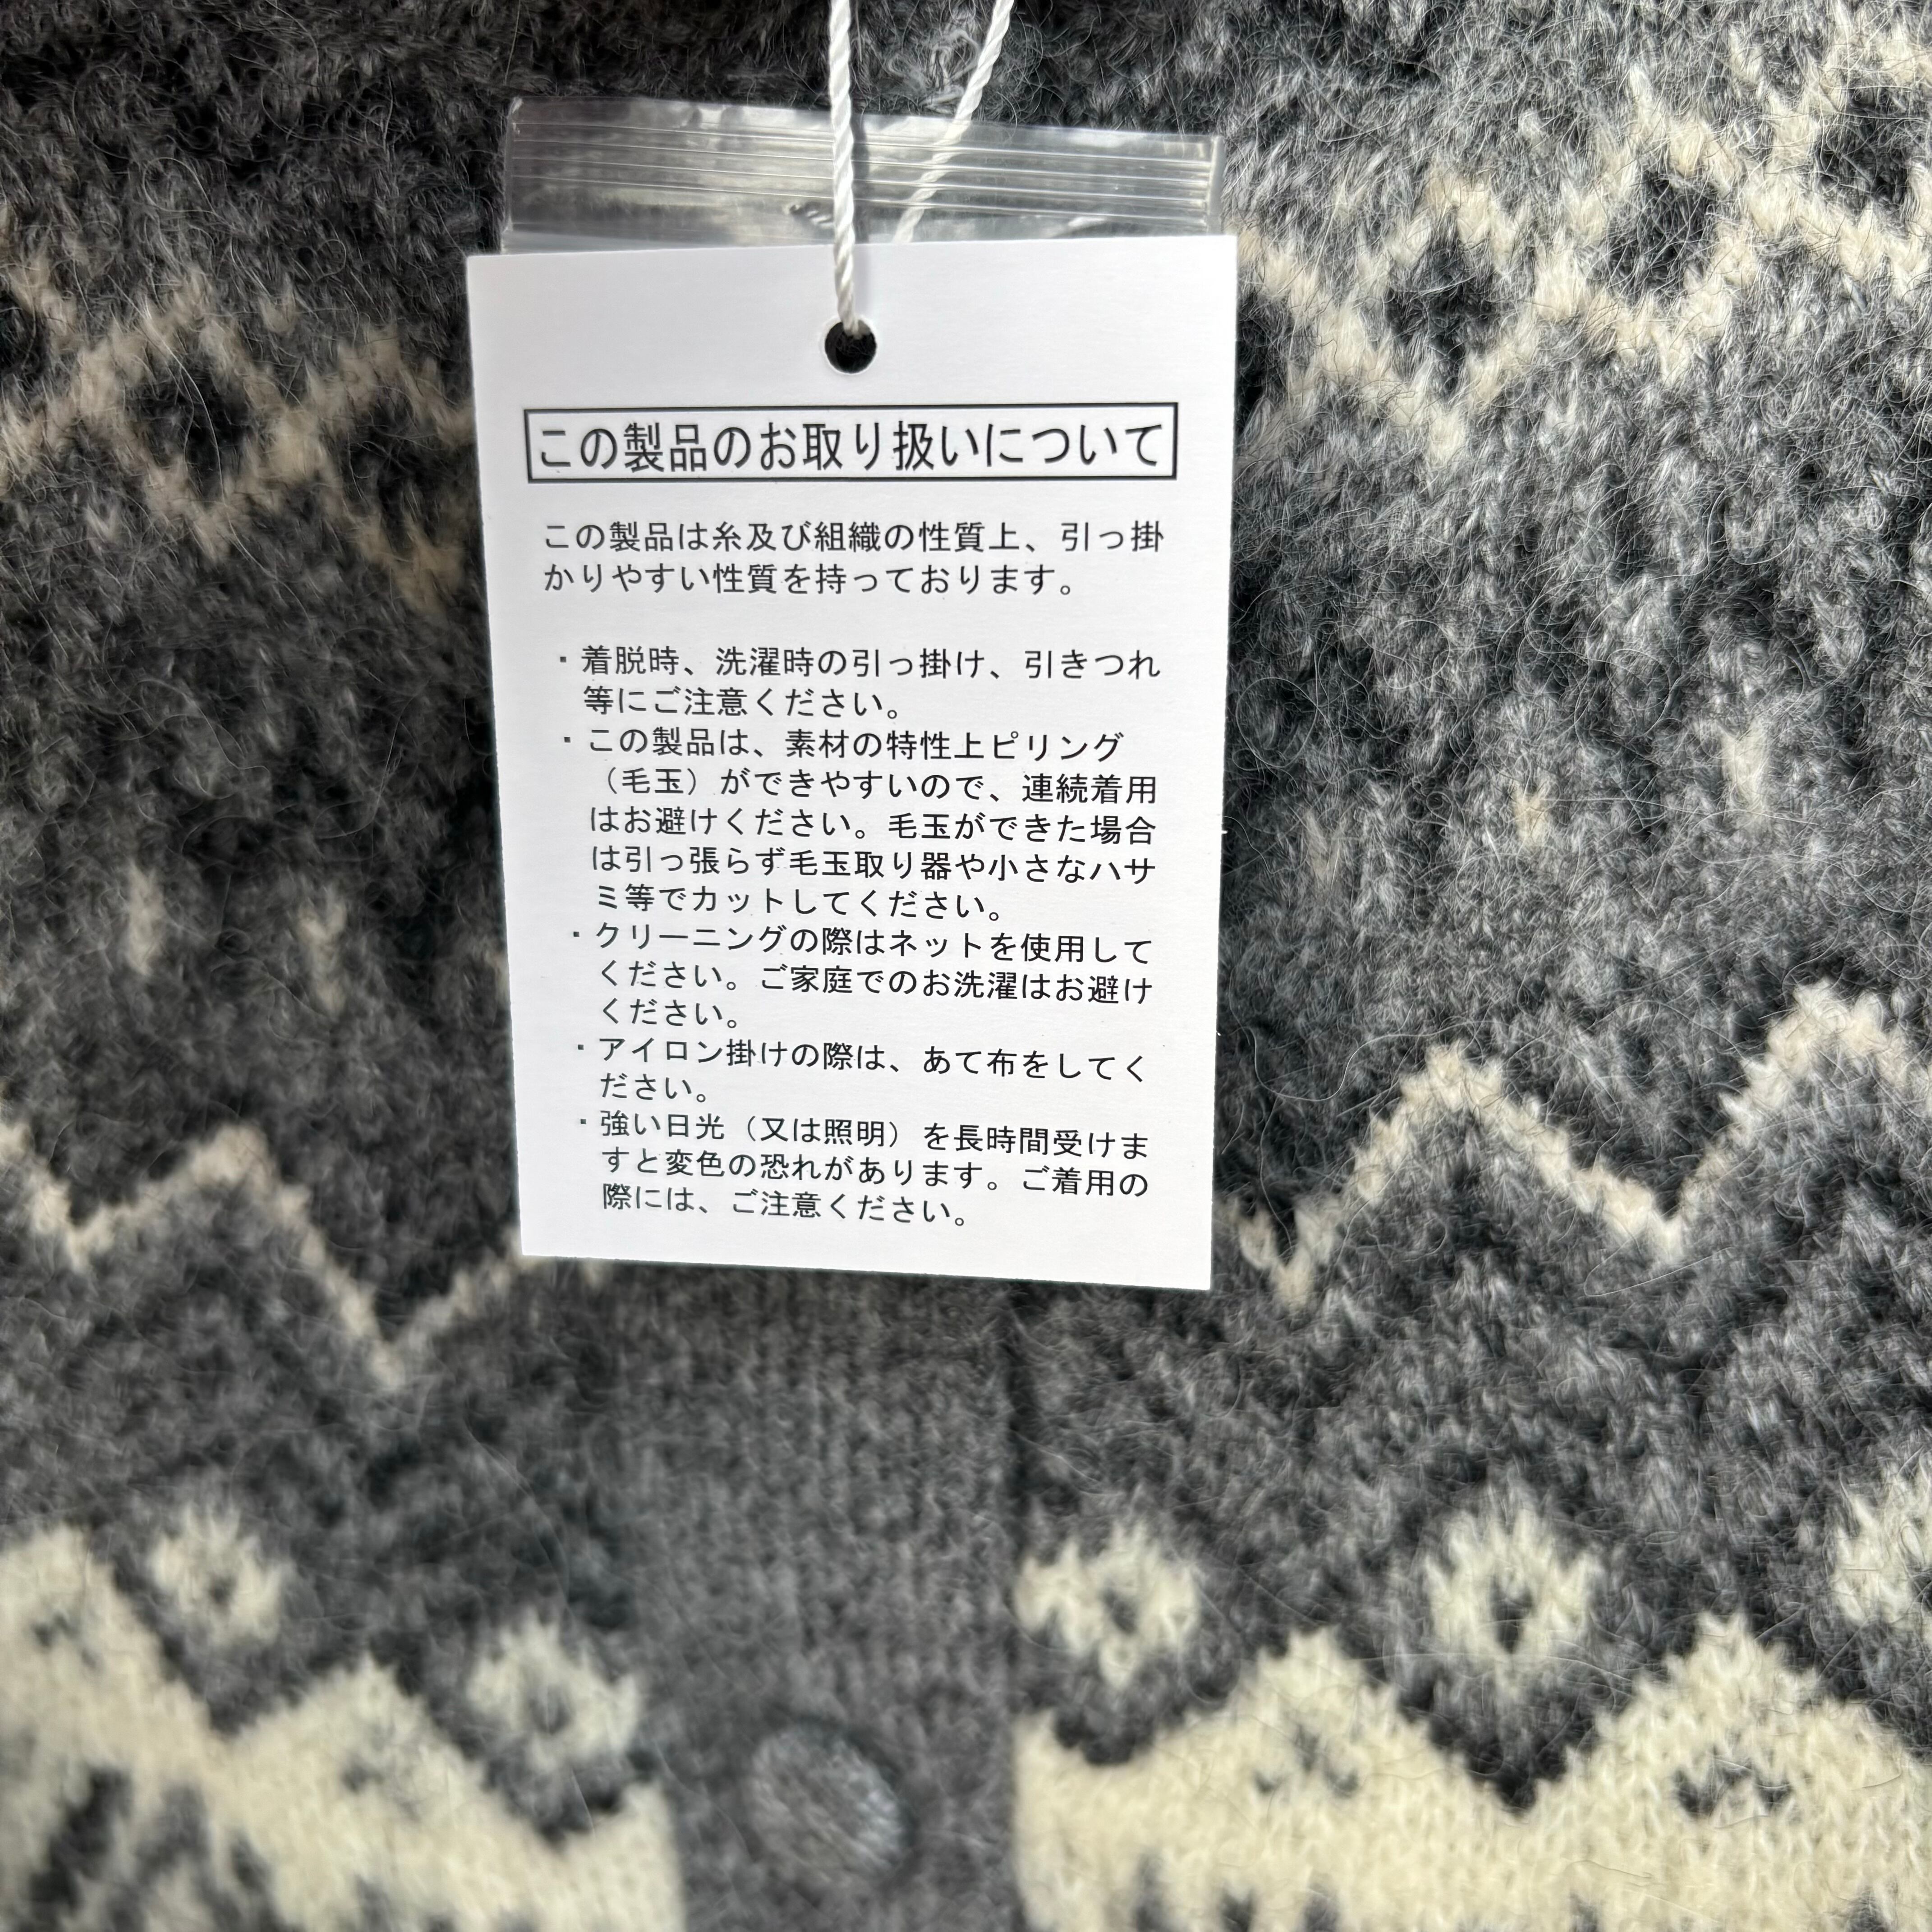 この製品のお取り扱いについて
この製品は糸及び組織の性質上、引っ掛
かりやすい性質を持っております。
・着脱時、洗濯時の引っ掛け、引きつれ
等にご注意ください。
・この製品は、素材の特性上ピリング
（毛玉）ができやすいので、連続着用
はお避けください。毛玉ができた場合
は引っ張らず毛玉取り器や小さなハサ
ミ等でカットしてください。
・クリーニングの際はネットを使用して
ください。ご家庭でのお洗濯はお避け
ください。
・アイロン掛けの際は、あて布をしてく
ださい。
・強い日光（又は照明）を長時間受けま
すと変色の恐れがあります。ご着用の
際には、ご注意ください。